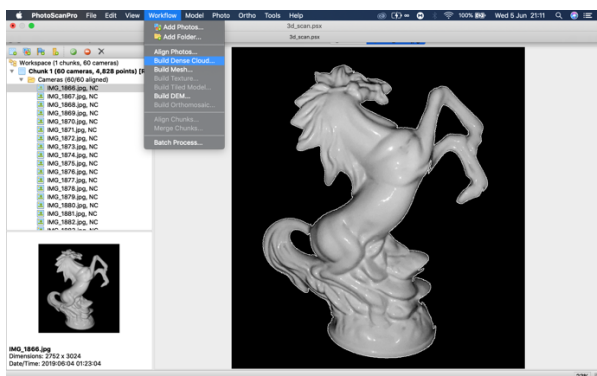 PhotoScanPro File Edit View Workflow Model Photo Ortho Tools Help 100% Wed 5 Jun 21:11
3d_scan.psx
3d_scan.psx
Add Photos...
Add Folder...
Align Photos...
Build Dense Cloud...
Build Mesh...
Build Texture...
Build Tiled Model...
Build DEM...
Build Orthomosaic...
Align Chunks...
Merge Chunks...
Batch Process...
Workspace (1 chunks, 60 cameras)
Chunk 1 (60 cameras, 4,828 points) [R
Cameras (60/60 aligned)
IMG_1866.jpg, NC
IMG_1867.jpg, NC
IMG_1868.jpg, NC
IMG_1869.jpg, NC
IMG_1870.jpg, NC
IMG_1871.jpg, NC
IMG_1872.jpg, NC
IMG_1873.jpg, NC
IMG_1874.jpg, NC
IMG_1875.jpg, NC
IMG_1876.jpg, NC
IMG_1877.jpg, NC
IMG_1878.jpg, NC
IMG_1879.jpg, NC
IMG_1880.jpg, NC
IMG_1881.jpg, NC
IMG_1882.jpg, NC
IMG_1866.jpg
Dimensions: 2752 x 3024
Date/Time: 2019:06:04 01:23:04